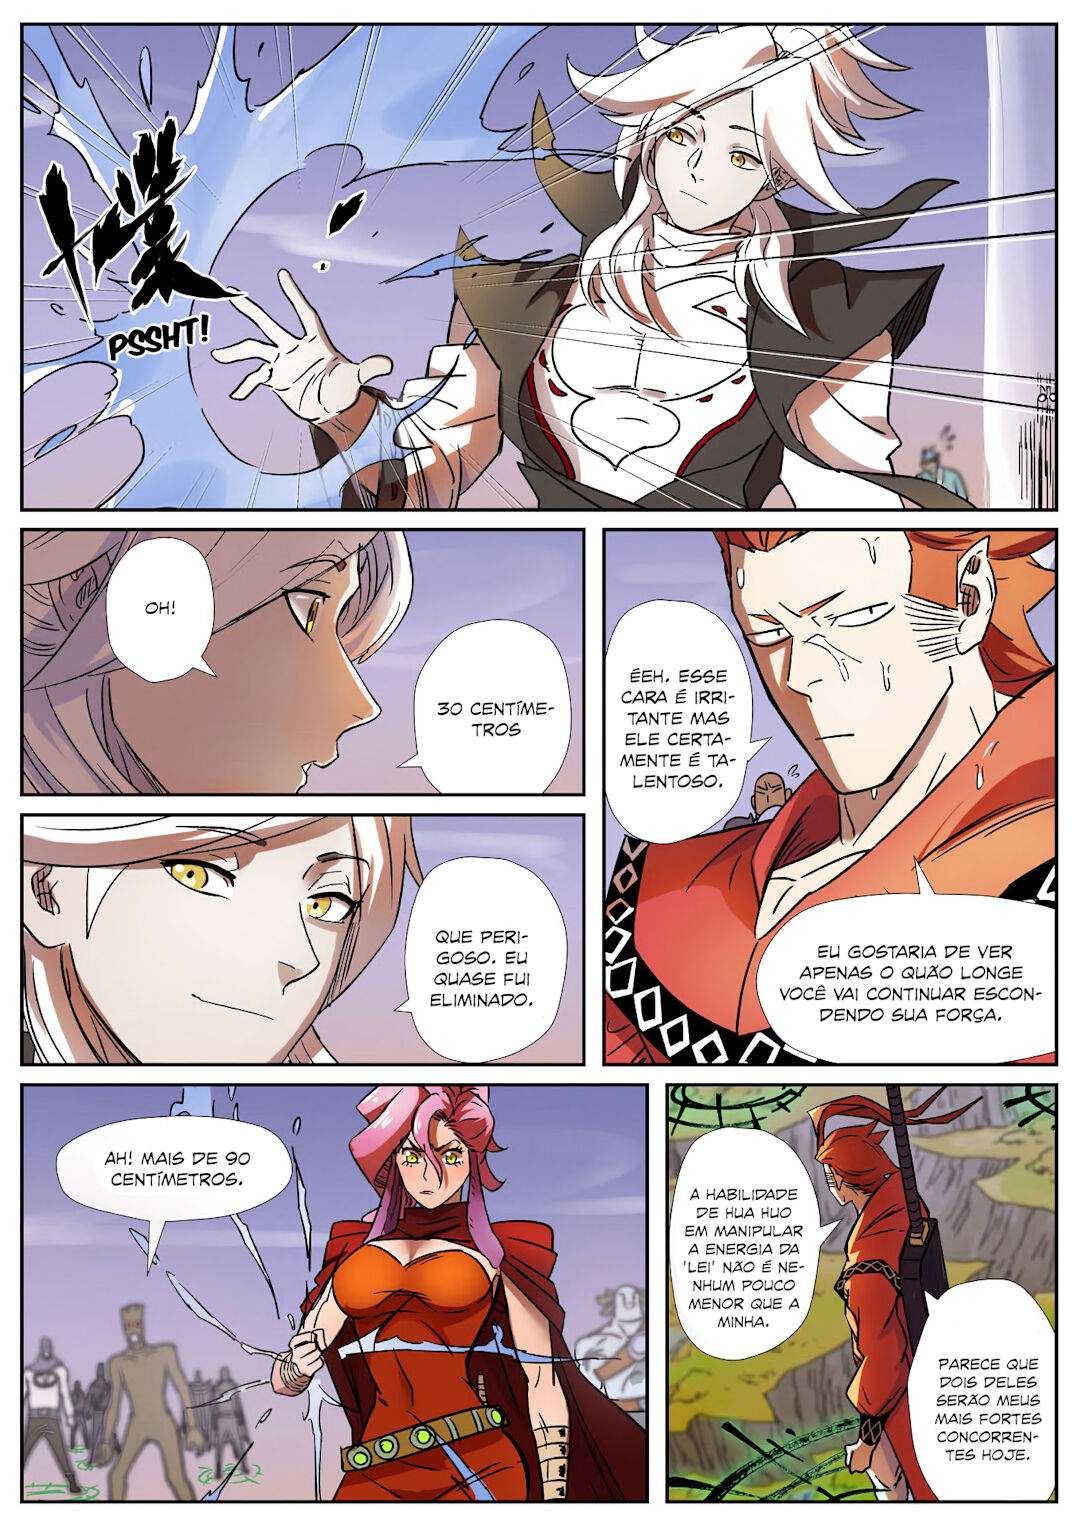 PSSHT!
OH!
30 CENTÍME-
TROS
ÉEH. ESSE
CARA É IRRI-
TANTE MAS
ELE CERTA-
MENTE É TA-
LENTOSO.
QUE PERI-
GOSO. EU
QUASE FUI
ELIMINADO.
EU GOSTARIA DE VER
APENAS O QUÃO LONGE
VOCÊ VAI CONTINUAR ESCON-
DENDO SUA FORÇA.
AH! MAIS DE 90
CENTÍMETROS.
A HABILIDADE
DE HUA HUO
EM MANIPULAR
A ENERGIA DA
'LEI' NÃO É NE-
NHUM POUCO
MENOR QUE A
MINHA.
PARECE QUE
DOIS DELES
SERÃO MEUS
MAIS FORTES
CONCORREN-
TES HOJE.